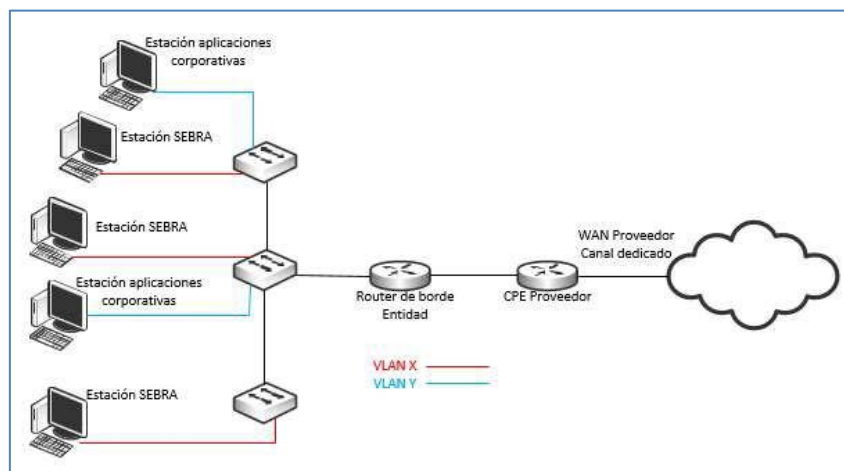 Estación aplicaciones
corporativas
Estación SEBRA
Estación SEBRA
Estación aplicaciones
corporativas
Estación SEBRA
Router de borde
Entidad
CPE Proveedor
WAN Proveedor
Canal dedicado
VLAN X
VLAN Y